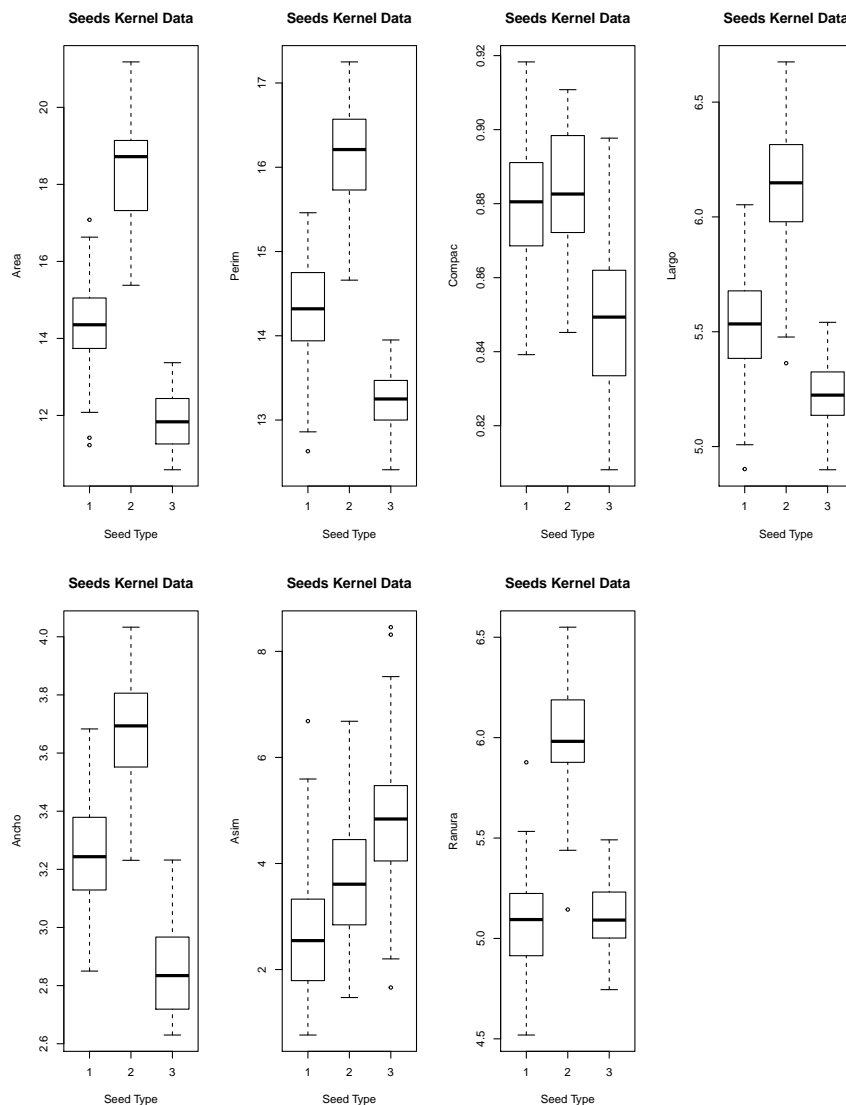 Seeds Kernel Data
Area
12 14 16 18 20
1 2 3
Seed Type
Seeds Kernel Data
Perim
13 14 15 16 17
1 2 3
Seed Type
Seeds Kernel Data
Compac
0.82 0.84 0.86 0.88 0.90 0.92
1 2 3
Seed Type
Seeds Kernel Data
Largo
5.0 5.5 6.0 6.5
1 2 3
Seed Type
Seeds Kernel Data
Ancho
2.6 2.8 3.0 3.2 3.4 3.6 3.8 4.0
1 2 3
Seed Type
Seeds Kernel Data
Asim
2 4 6 8
1 2 3
Seed Type
Seeds Kernel Data
Ranura
4.5 5.0 5.5 6.0 6.5
1 2 3
Seed Type